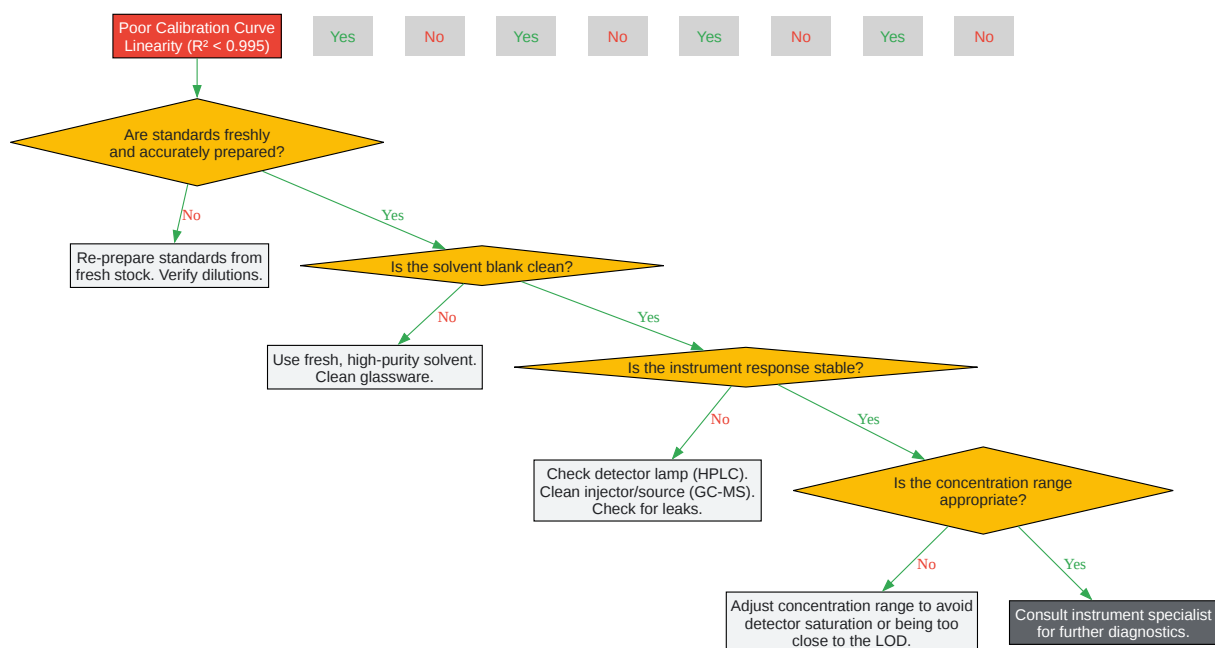 Poor Calibration Curve
Linearity (R² < 0.995)
Yes
No
Yes
No
Yes
No
Yes
No
Are standards freshly
and accurately prepared?
No
Yes
Re-prepare standards from
fresh stock. Verify dilutions.
Is the solvent blank clean?
No
Yes
Use fresh, high-purity solvent.
Clean glassware.
Is the instrument response stable?
No
Yes
Check detector lamp (HPLC).
Clean injector/source (GC-MS).
Check for leaks.
Is the concentration range
appropriate?
No
Yes
Adjust concentration range to avoid
detector saturation or being too
close to the LOD.
Consult instrument specialist
for further diagnostics.